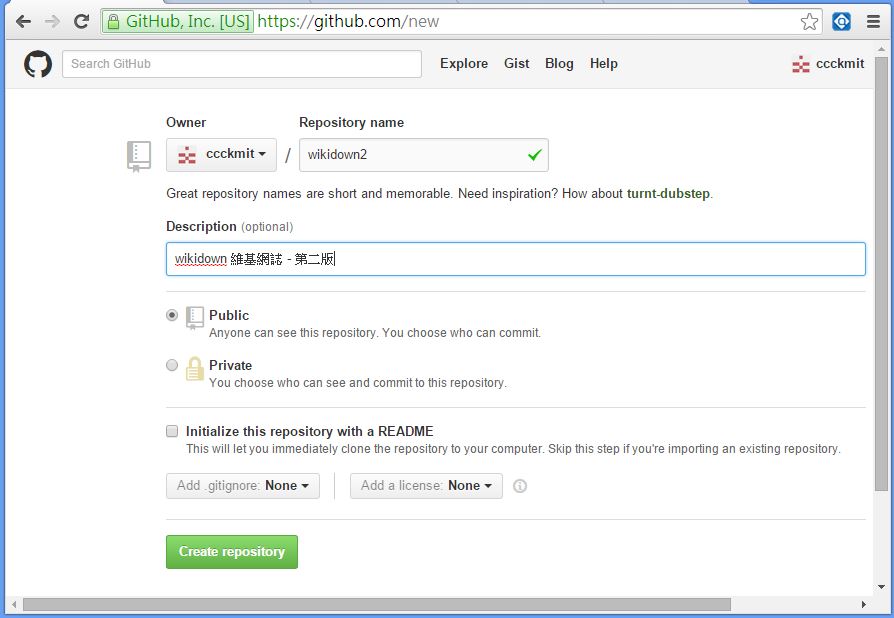 GitHub, Inc. [US] https://github.com/new
Search GitHub
Explore Gist Blog Help ccckmit
Owner Repository name
ccckmit / wikidown2
Great repository names are short and memorable. Need inspiration? How about turnt-dubstep.
Description (optional)
wikidown 維基網誌 - 第二版
Public
Anyone can see this repository. You choose who can commit.
Private
You choose who can see and commit to this repository.
Initialize this repository with a README
This will let you immediately clone the repository to your computer. Skip this step if you're importing an existing repository.
Add .gitignore: None Add a license: None
Create repository